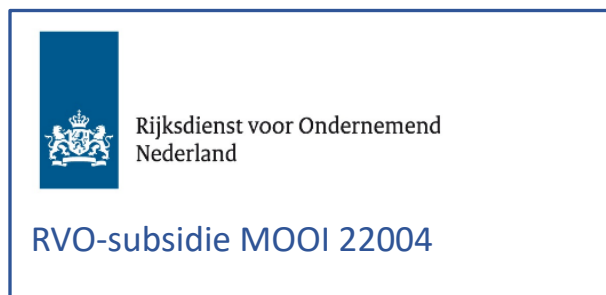 Rijksdienst voor Ondernemend
Nederland
RVO-subsidie MOOI 22004